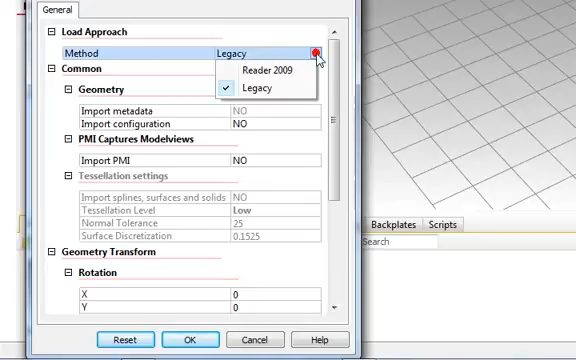 General
Load Approach
Method Legacy
Reader 2009
Legacy
Common
Geometry
Import metadata NO
Import configuration NO
PMI Captures Modelviews
Import PMI NO
Tessellation settings
Import splines, surfaces and solids NO
Tessellation Level Low
Normal Tolerance 25
Surface Discretization 0.1525
Geometry Transform
Rotation
X 0
Y 0
Reset OK Cancel Help
Backplates Scripts
Search